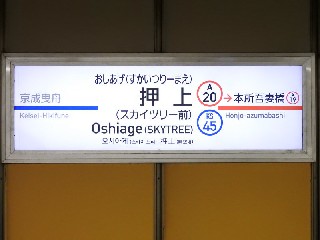 おしあげ(すかいつりーまえ)
押上
(スカイツリー前)
Oshiage(SKYTREE)
京成曳舟
Keisei-Hikifune
A
20
KS
45
本所吾妻橋
Honjo-azumabashi